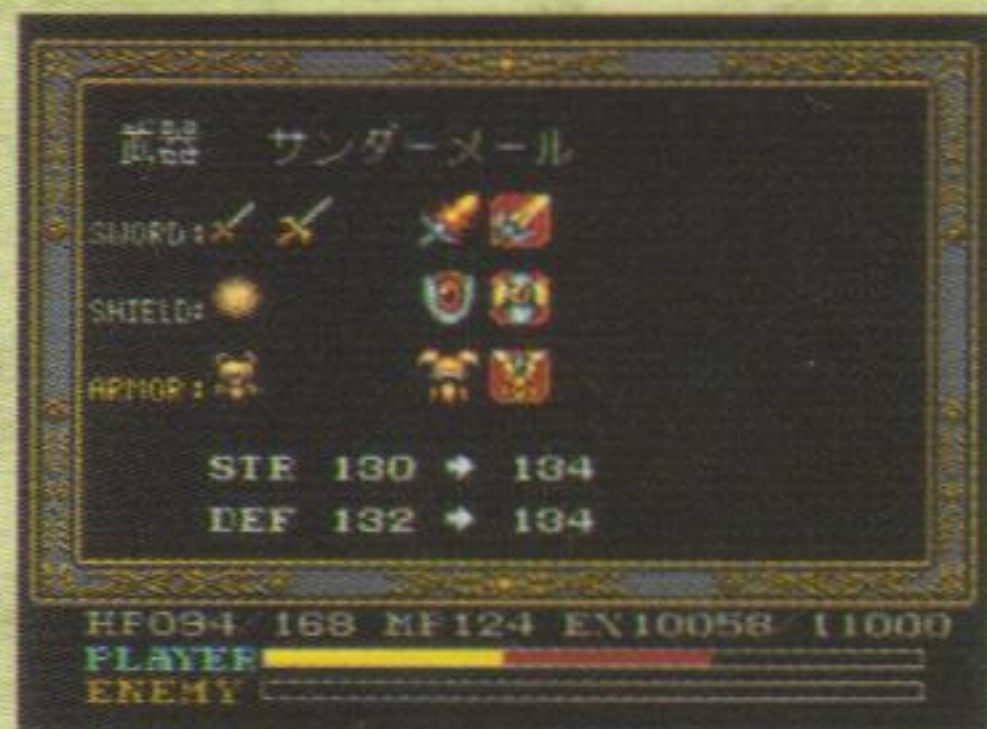 武器 サンダーメール
SWORD:
SHIELD:
ARMOR:
STR 130 → 134
DEF 132 → 134
HP094/168 MP124 EX10058/11000
PLAYER
ENEMY